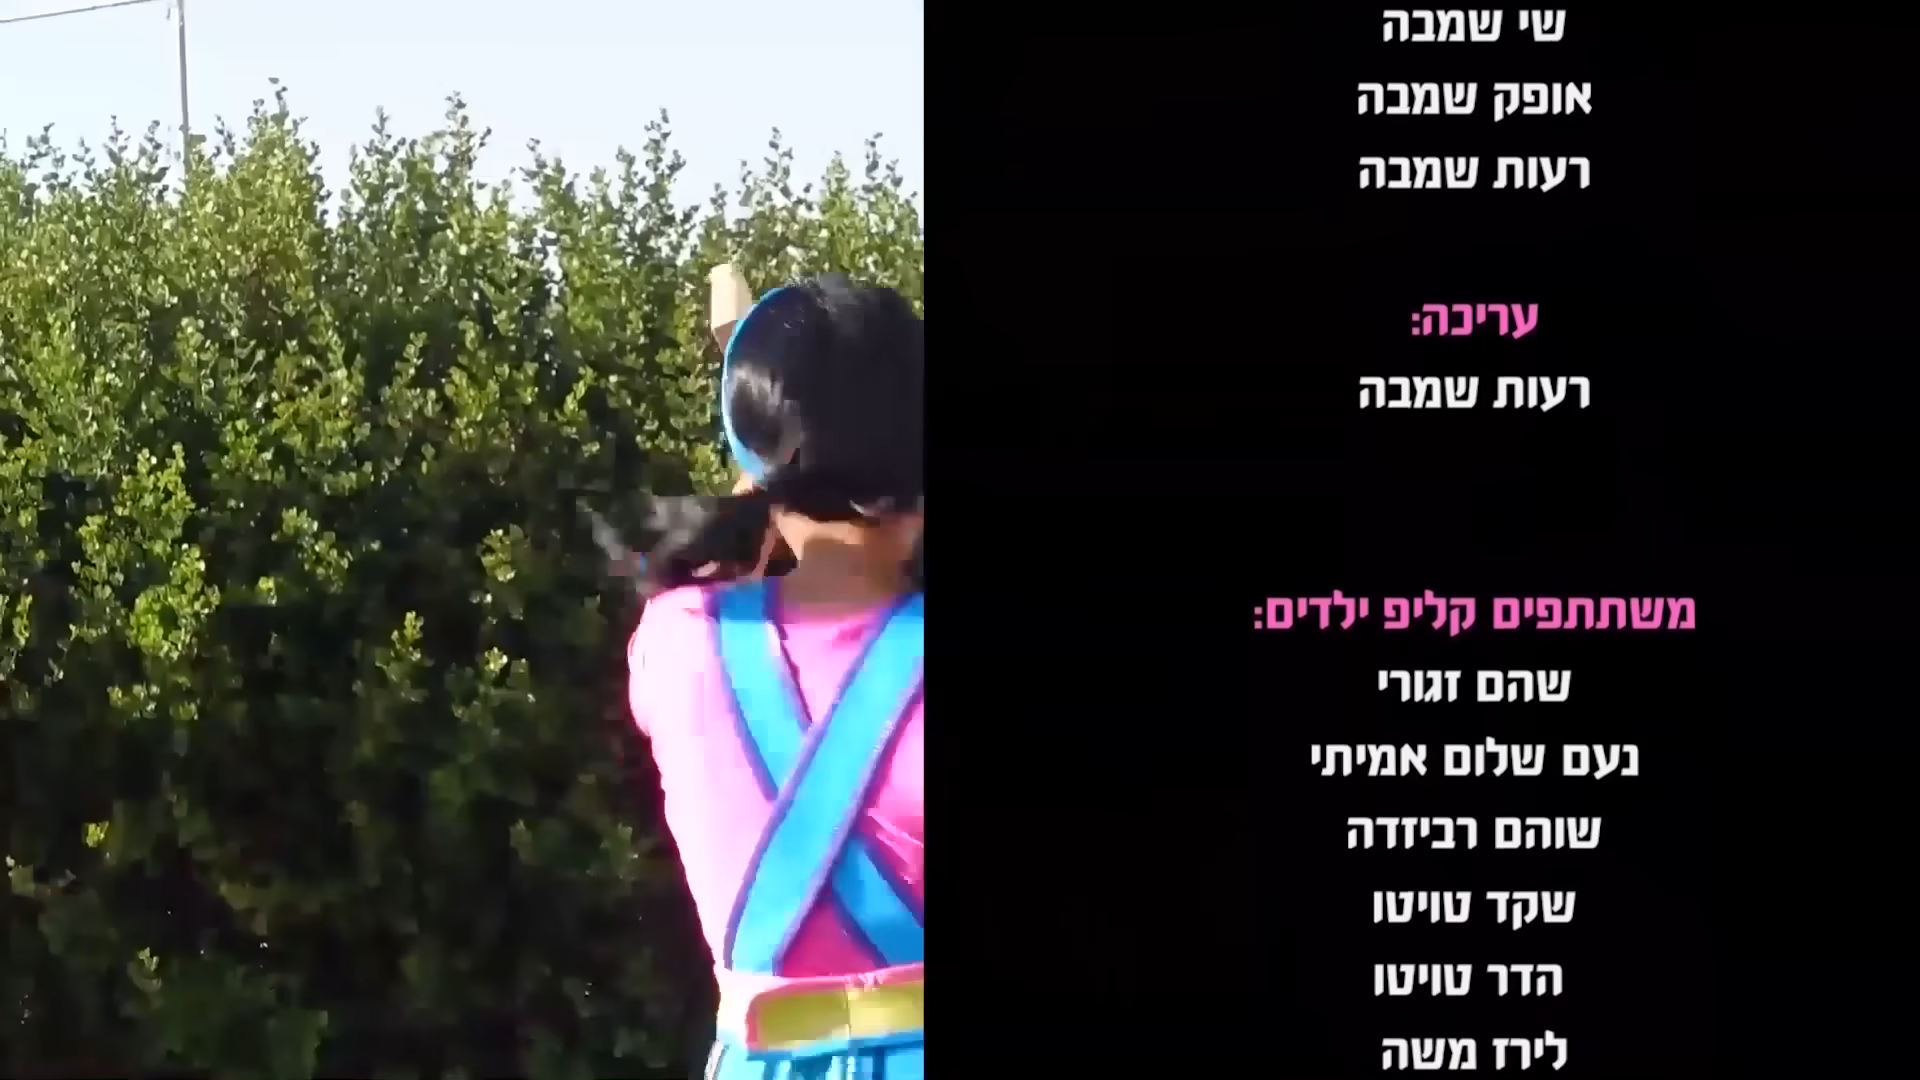 שי שמבה
אופק שמבה
רעות שמבה
עריכה:
רעות שמבה
משתתפים קליפ ילדים:
שהם זגורי
נעם שלום אמיתי
שוהם רביזדה
שקד טויטו
הדר טויטו
לירז משה